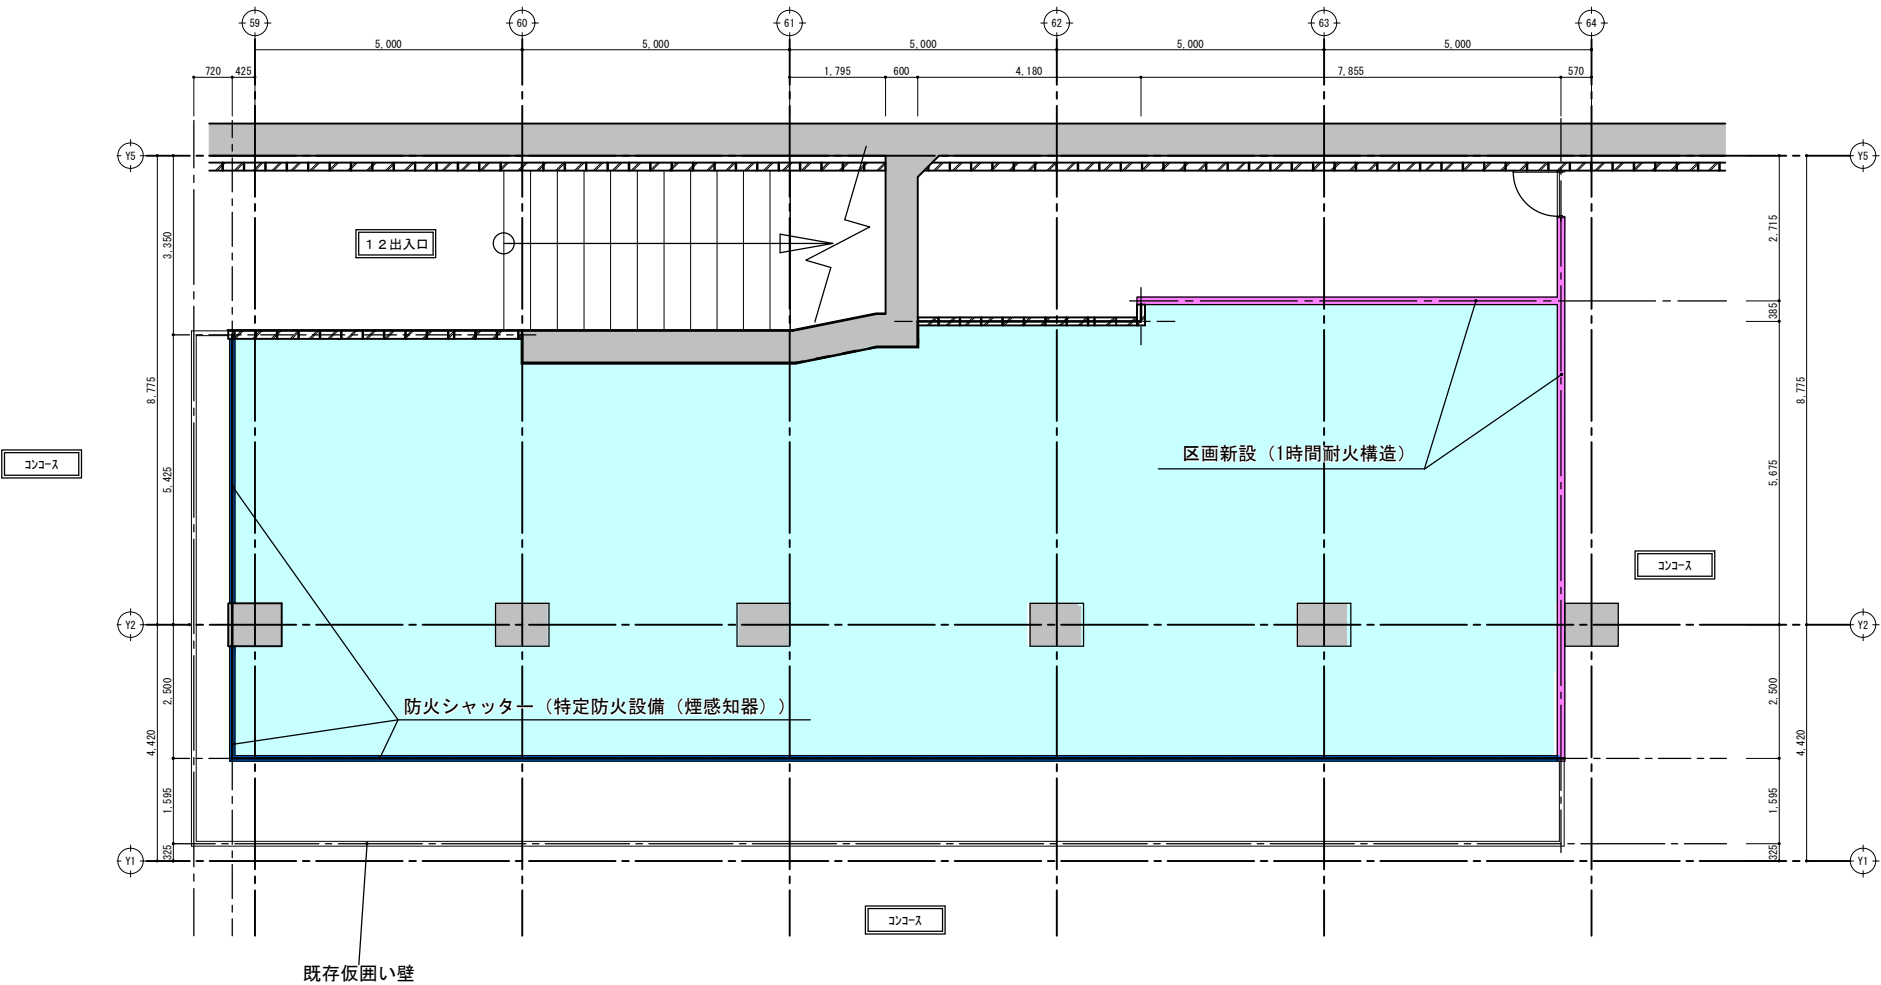 59 60 61 62 63 64
5,000 5,000 5,000 5,000 5,000
720 425 1,795 600 4,180 7,855 570
Y5 Y5
3,350
12出入口
2,715
385
8,775
8,775
区画新設（1時間耐火構造）
コンコース
5,425
5,675
コンコース
Y2 Y2
2,500
2,500
防火シャッター（特定防火設備（煙感知器））
4,420
4,420
1,595
1,595
325
325
Y1 Y1
コンコース
既存仮囲い壁